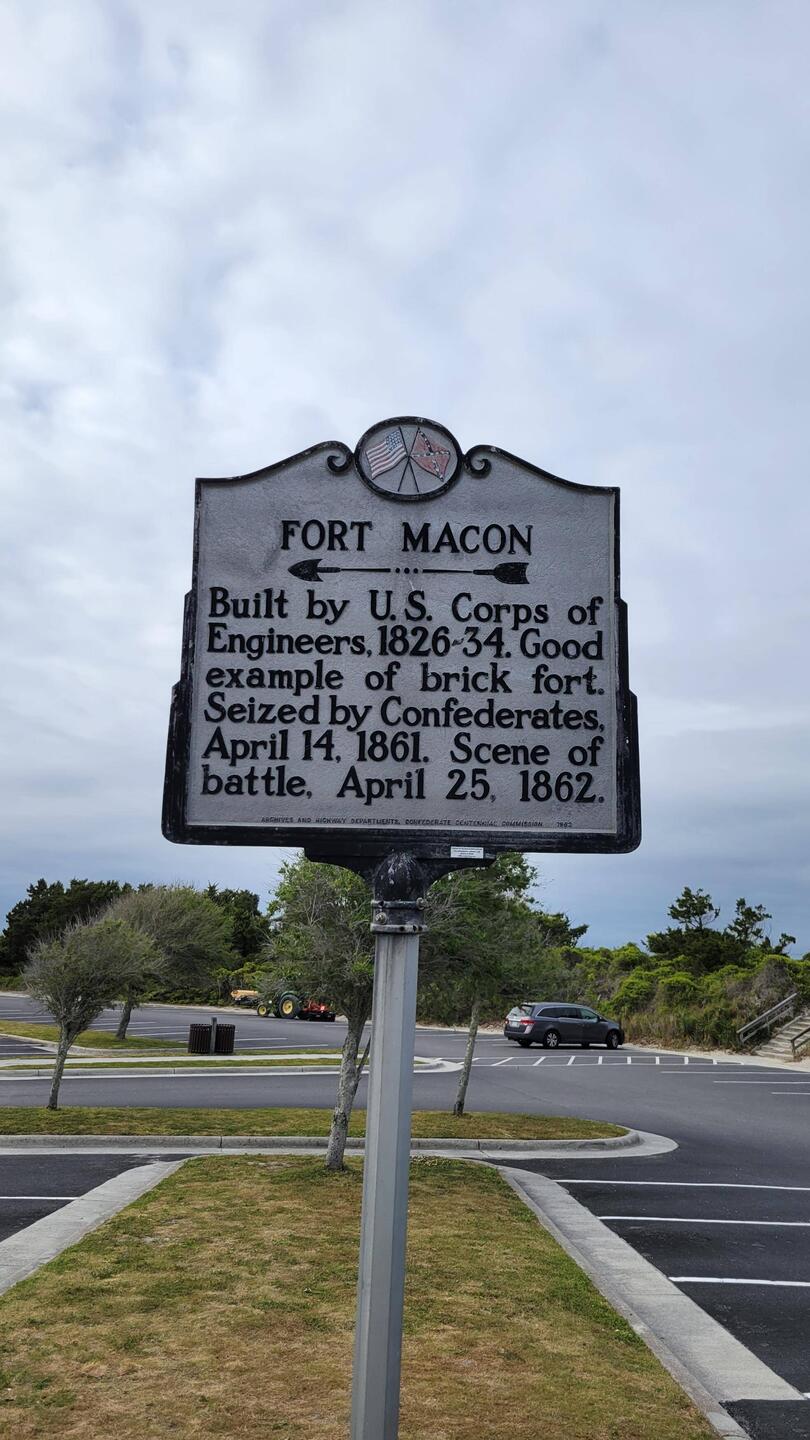 FORT MACON
Built by U.S. Corps of
Engineers, 1826-34. Good
example of brick fort.
Seized by Confederates,
April 14, 1861. Scene of
battle, April 25, 1862.
ARCHIVES AND HIGHWAY DEPARTMENTS, CONFEDERATE CENTENNIAL COMMISSION